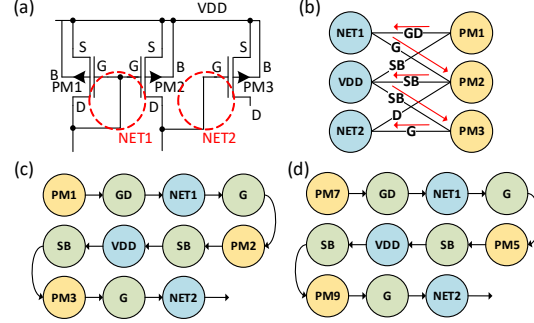 (a)
VDD
S
S
S
B
G
G
B
G
B
PM1
PM2
PM3
D
D
D
NET1
NET2
(b)
NET1
GD
PM1
G
SB
VDD
SB
PM2
SB
D
NET2
G
PM3
(c)
PM1
GD
NET1
G
SB
VDD
SB
PM2
PM3
G
NET2
(d)
PM7
GD
NET1
G
SB
VDD
SB
PM5
PM9
G
NET2